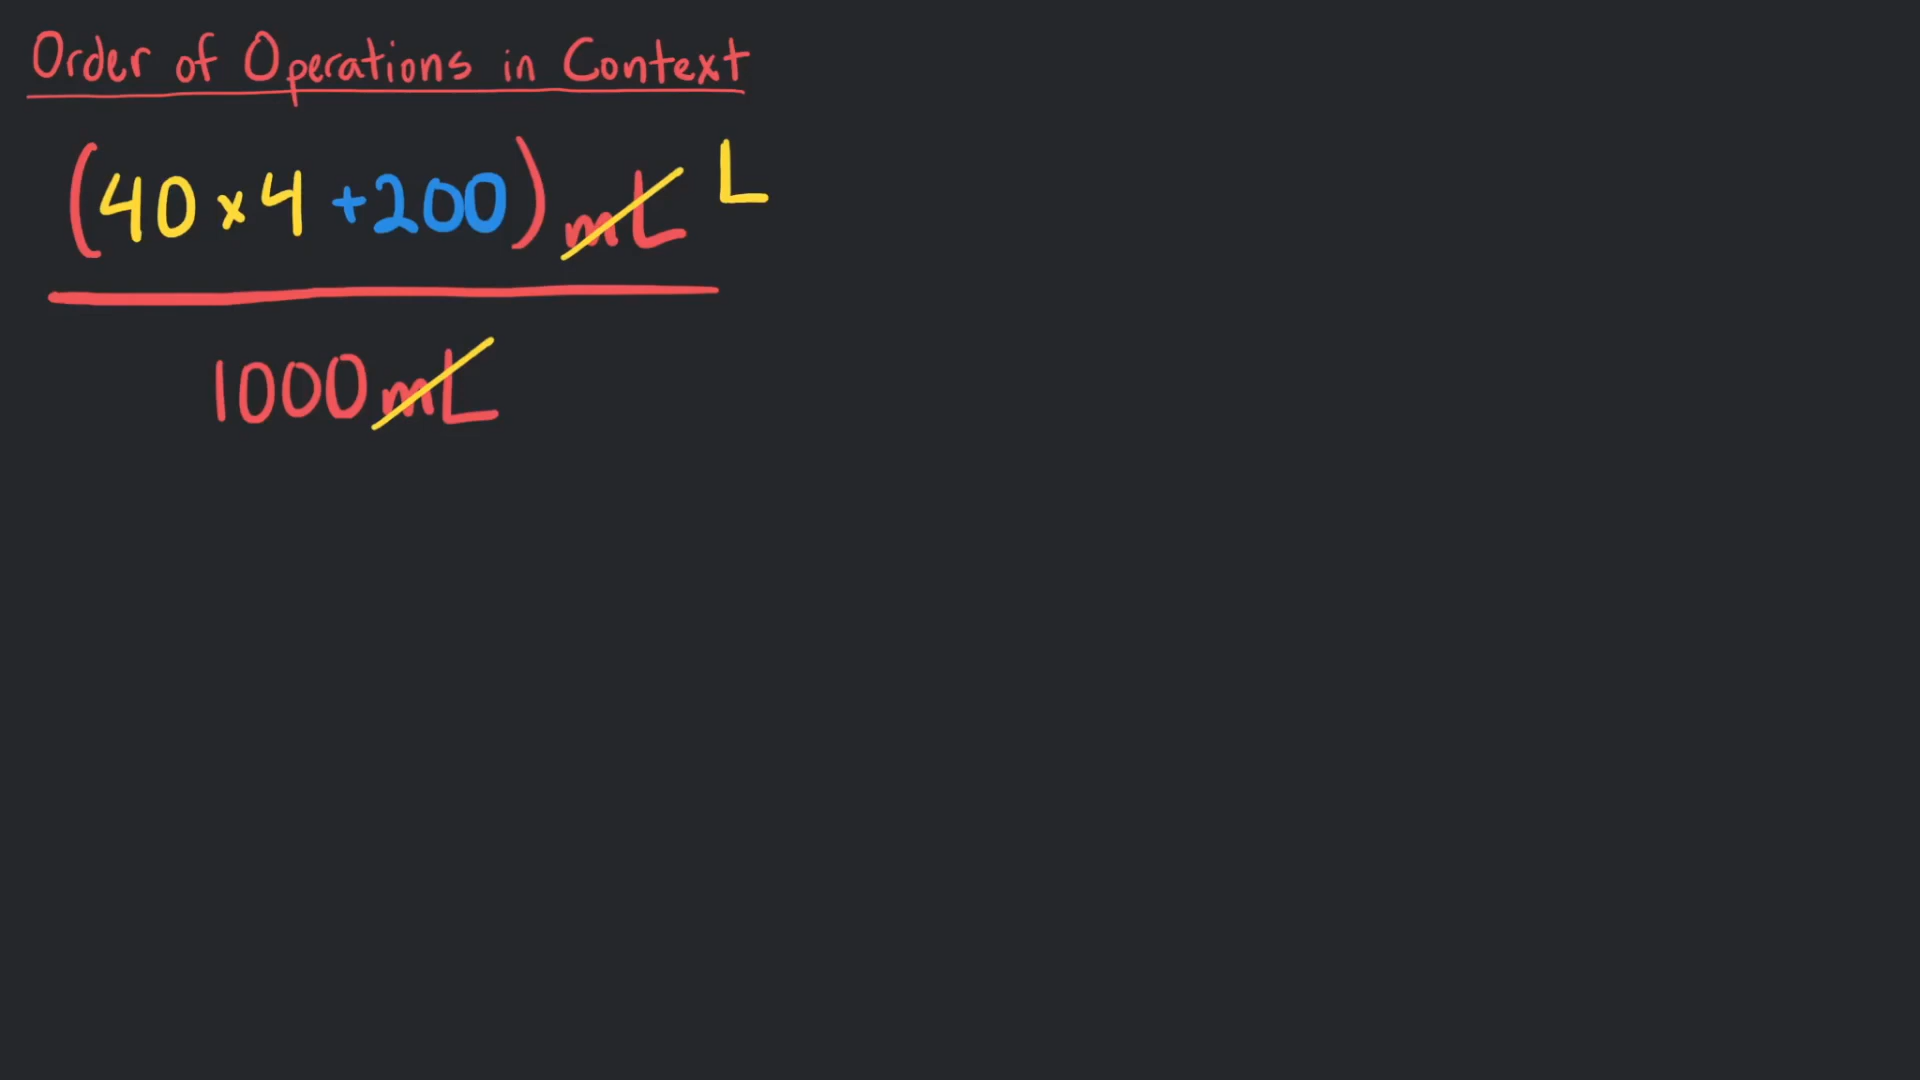 Order of Operations in Context
(40 x 4 + 200) mL L
1000 mL